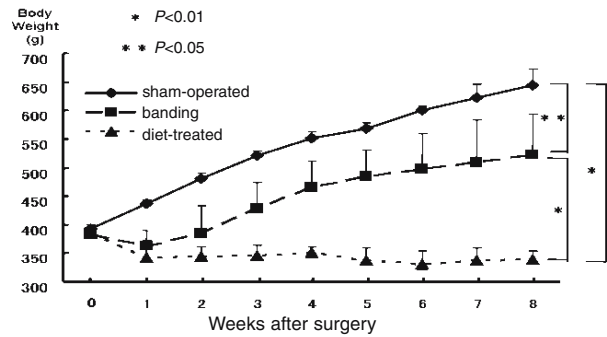 Body
Weight
(g)
* P<0.01
** P<0.05
700
650
600
550
500
450
400
350
300
sham-operated
banding
diet-treated
**
*
*
0 1 2 3 4 5 6 7 8
Weeks after surgery